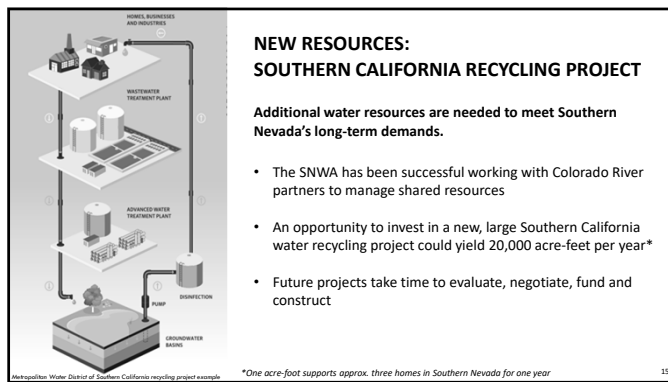 HOMES, BUSINESSES
AND INDUSTRIES
WASTEWATER
TREATMENT PLANT
ADVANCED WATER
TREATMENT PLANT
DISINFECTION
PUMP
GROUNDWATER
BASINS
Metropolitan Water District of Southern California recycling project example
NEW RESOURCES:
SOUTHERN CALIFORNIA RECYCLING PROJECT
Additional water resources are needed to meet Southern
Nevada's long-term demands.
• The SNWA has been successful working with Colorado River
partners to manage shared resources
• An opportunity to invest in a new, large Southern California
water recycling project could yield 20,000 acre-feet per year*
• Future projects take time to evaluate, negotiate, fund and
construct
*One acre-foot supports approx. three homes in Southern Nevada for one year